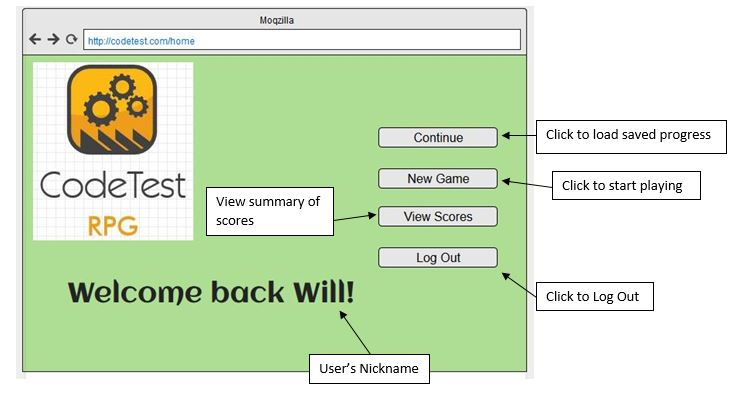 Moqzilla
http://codetest.com/home
CodeTest
RPG
Continue
Click to load saved progress
New Game
Click to start playing
View summary of
scores
View Scores
Log Out
Click to Log Out
Welcome back Will!
User's Nickname